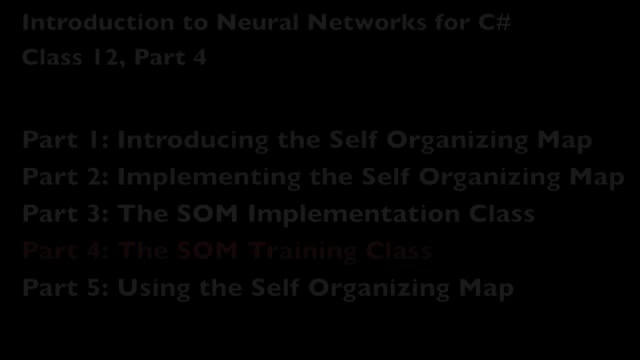 Introduction to Neural Networks for C#
Class 12, Part 4
Part 1: Introducing the Self Organizing Map
Part 2: Implementing the Self Organizing Map
Part 3: The SOM Implementation Class
Part 4: The SOM Training Class
Part 5: Using the Self Organizing Map